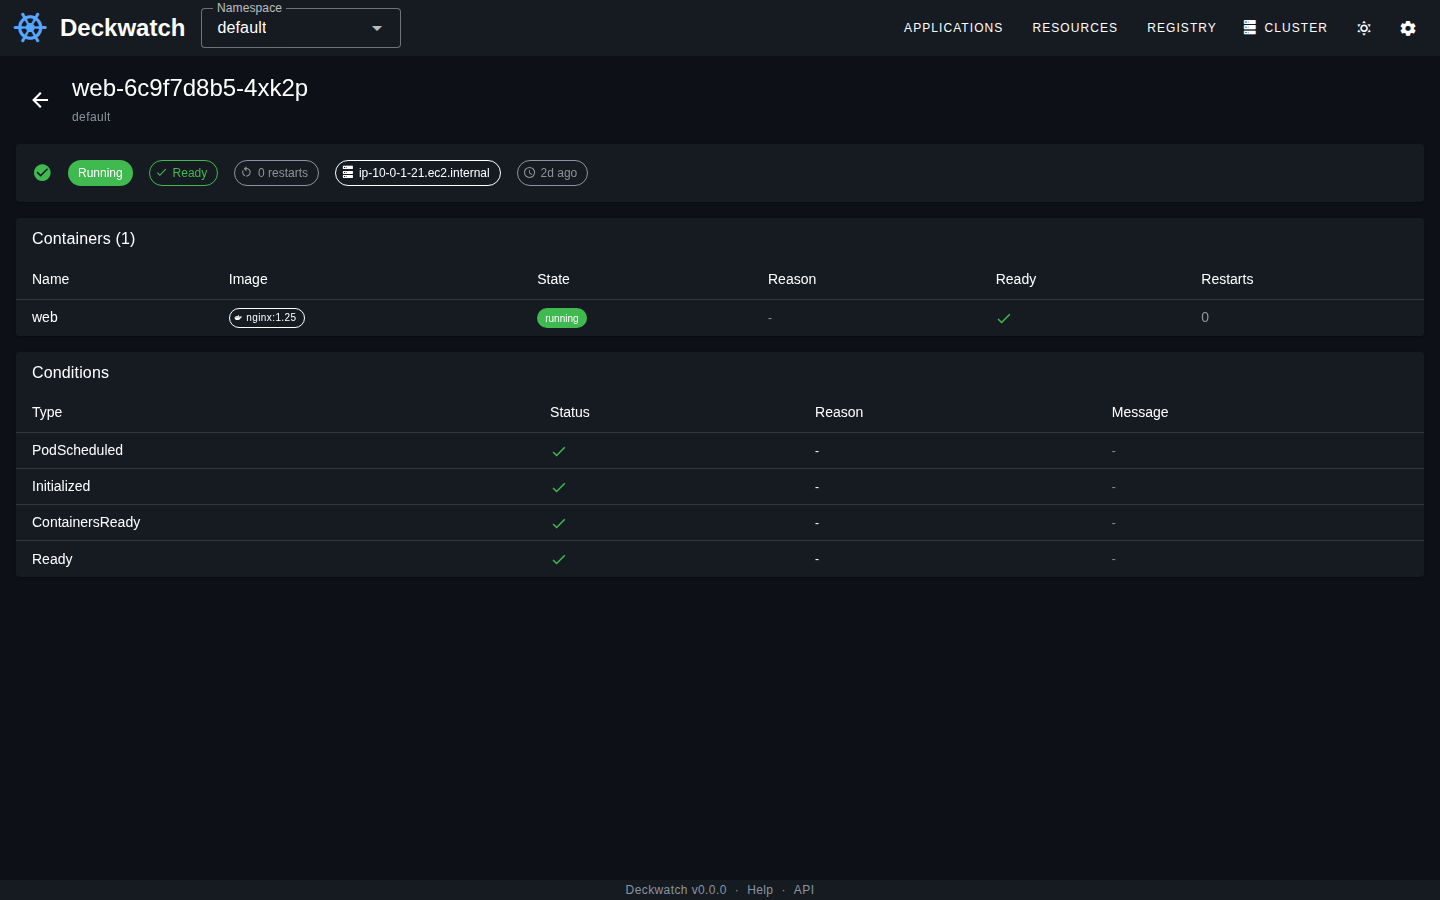 Deckwatch
Namespace
default
APPLICATIONS
RESOURCES
REGISTRY
CLUSTER
web-6c9f7d8b5-4xk2p
default
Running
Ready
0 restarts
ip-10-0-1-21.ec2.internal
2d ago
Containers (1)
Name Image State Reason Ready Restarts
web nginx:1.25 running - 0
Conditions
Type Status Reason Message
PodScheduled - -
Initialized - -
ContainersReady - -
Ready - -
Deckwatch v0.0.0 · Help · API